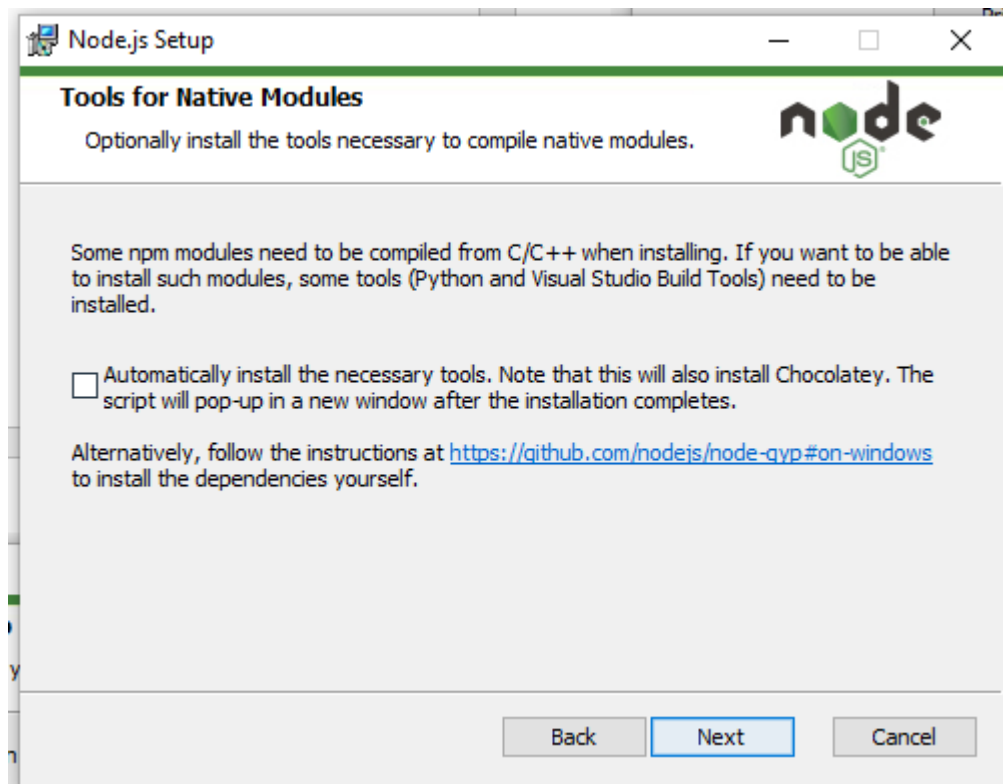 Node.js Setup
Tools for Native Modules
Optionally install the tools necessary to compile native modules.
node
JS
Some npm modules need to be compiled from C/C++ when installing. If you want to be able
to install such modules, some tools (Python and Visual Studio Build Tools) need to be
installed.
Automatically install the necessary tools. Note that this will also install Chocolatey. The
script will pop-up in a new window after the installation completes.
Alternatively, follow the instructions at https://github.com/nodejs/node-gyp#on-windows
to install the dependencies yourself.
Back
Next
Cancel